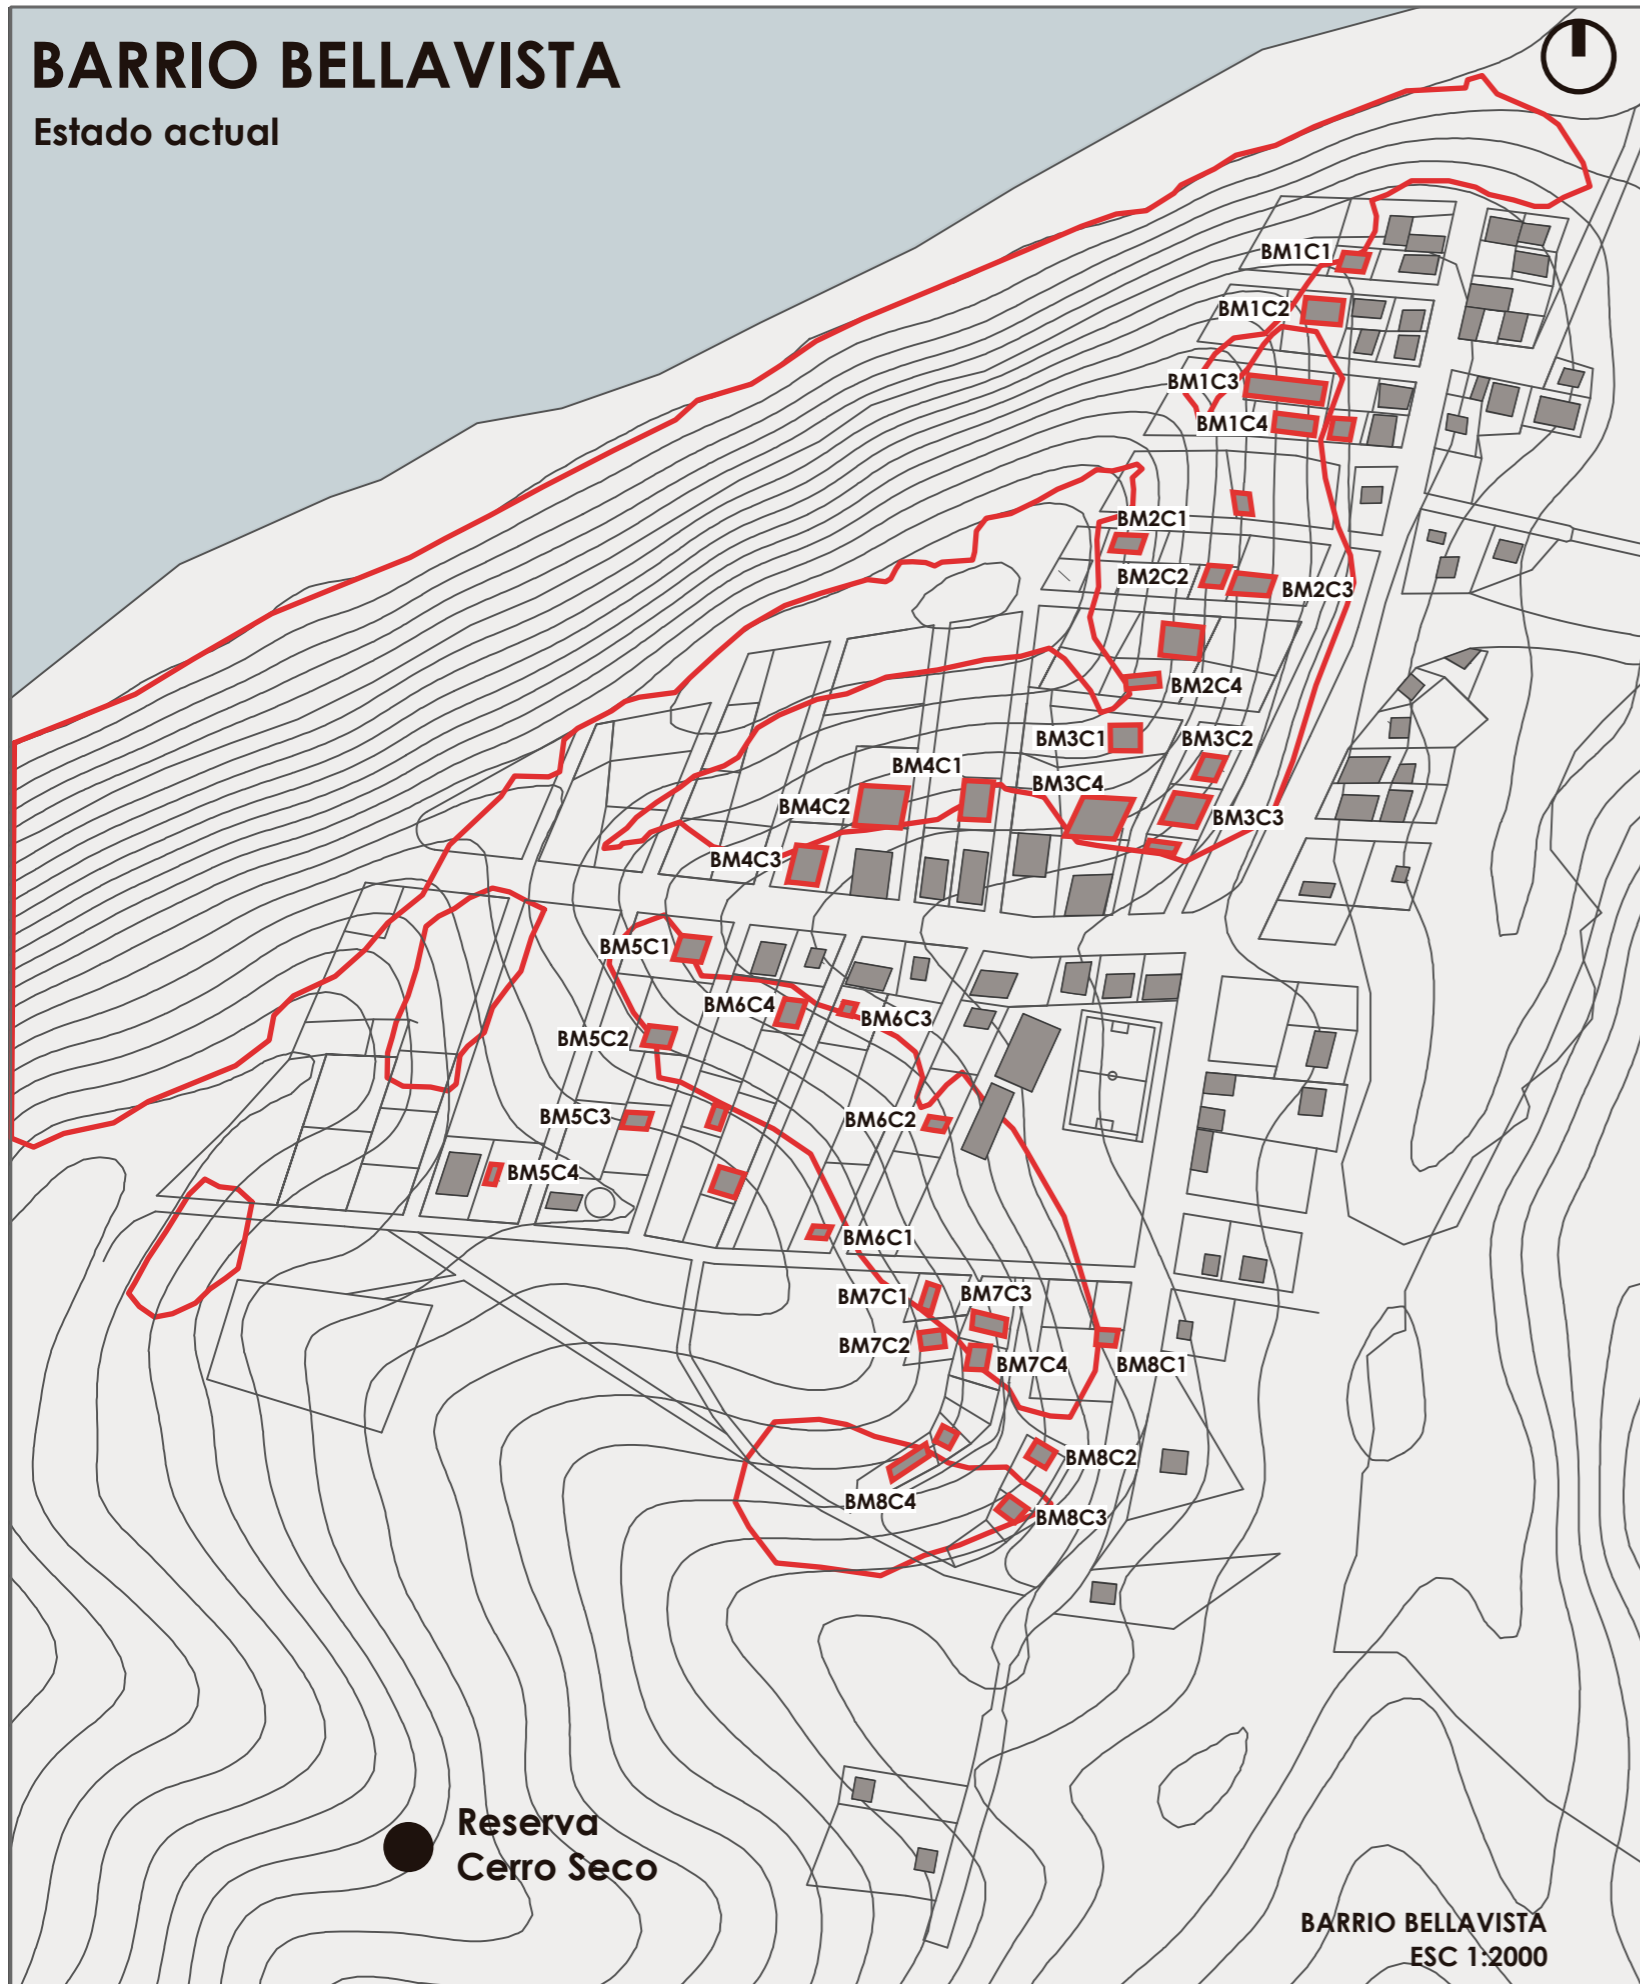 BARRIO BELLAVISTA
Estado actual
BM1C1
BM1C2
BM1C3
BM1C4
BM2C1
BM2C2
BM2C3
BM2C4
BM3C1
BM3C2
BM4C1
BM3C4
BM4C2
BM3C3
BM4C3
BM5C1
BM6C4
BM6C3
BM5C2
BM5C3
BM6C2
BM5C4
BM6C1
BM7C1
BM7C3
BM7C2
BM7C4
BM8C1
BM8C2
BM8C4
BM8C3
Reserva
Cerro Seco
BARRIO BELLAVISTA
ESC 1:2000